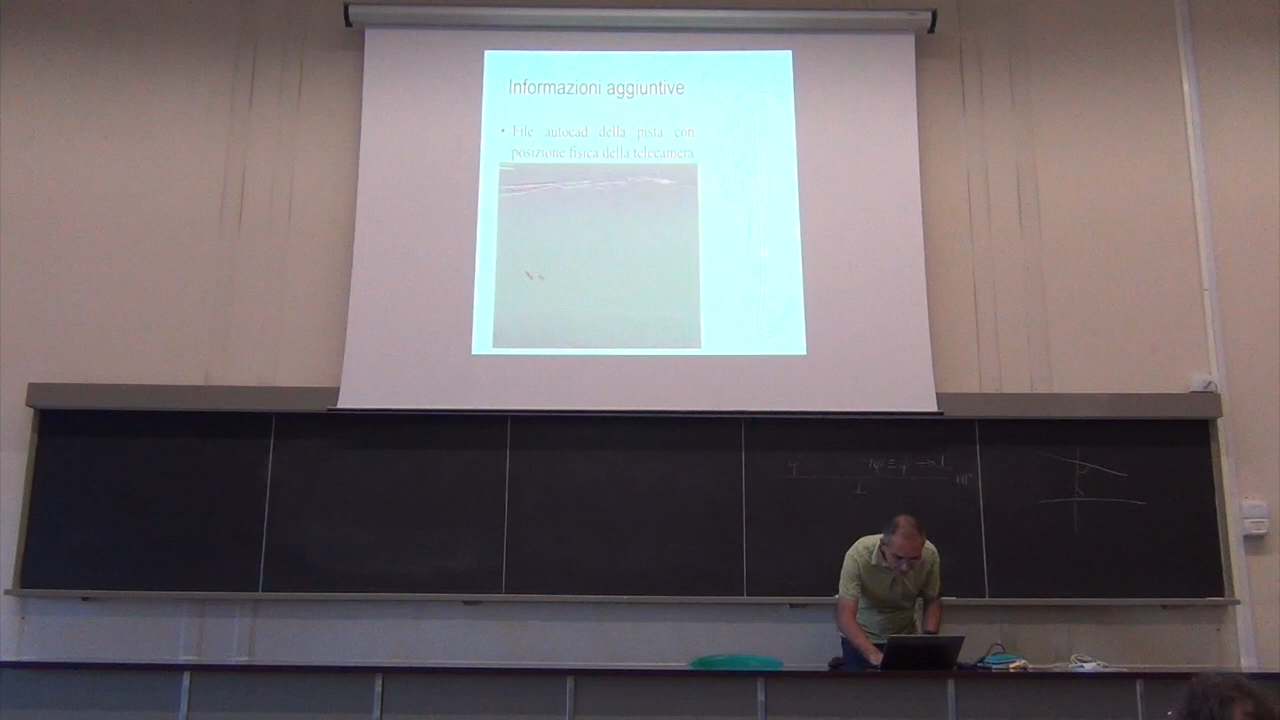 Informazioni aggiuntive
• File autocad della pista con
posizione fisica della telecamera